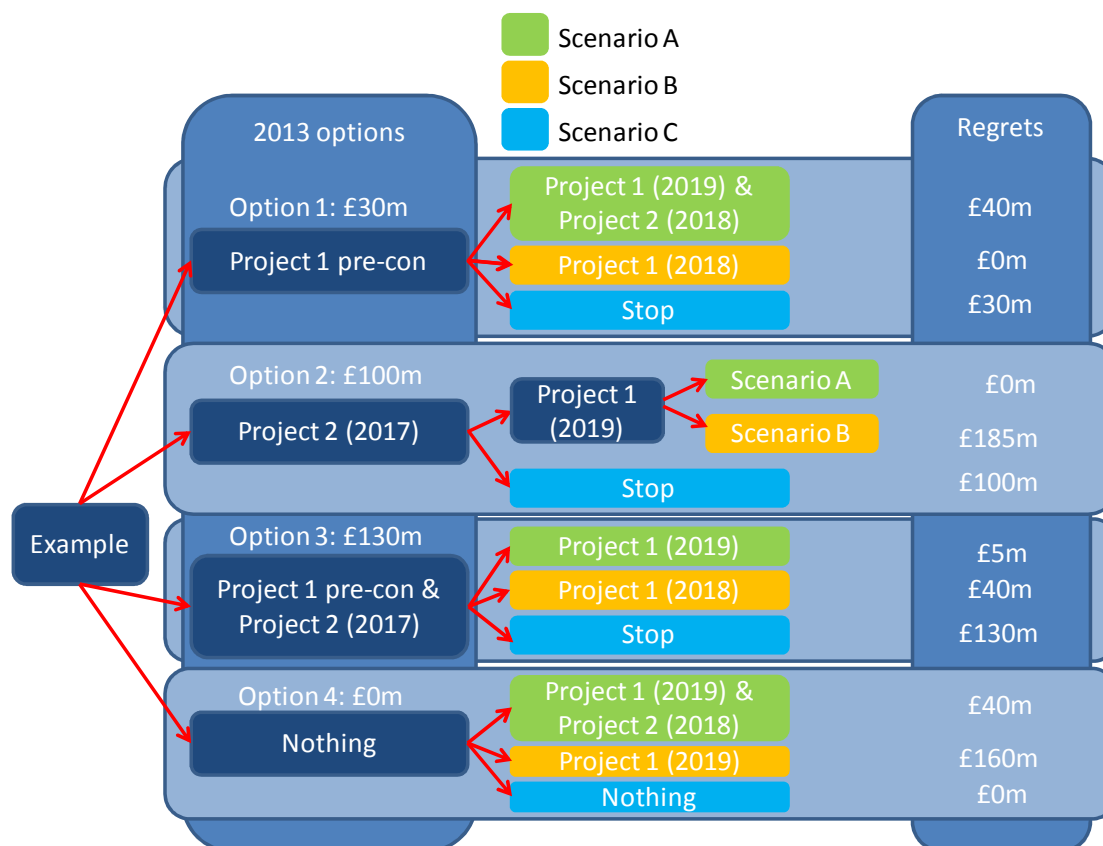 Scenario A
Scenario B
Scenario C
2013 options
Regrets
Option 1: £30m
Project 1 pre-con
Project 1 (2019) &
Project 2 (2018)
£40m
Project 1 (2018)
£0m
Stop
£30m
Option 2: £100m
Project 2 (2017)
Project 1
(2019)
Scenario A
£0m
Scenario B
£185m
Stop
£100m
Example
Option 3: £130m
Project 1 pre-con &
Project 2 (2017)
Project 1 (2019)
£5m
Project 1 (2018)
£40m
Stop
£130m
Option 4: £0m
Nothing
Project 1 (2019) &
Project 2 (2018)
£40m
Project 1 (2019)
£160m
Nothing
£0m